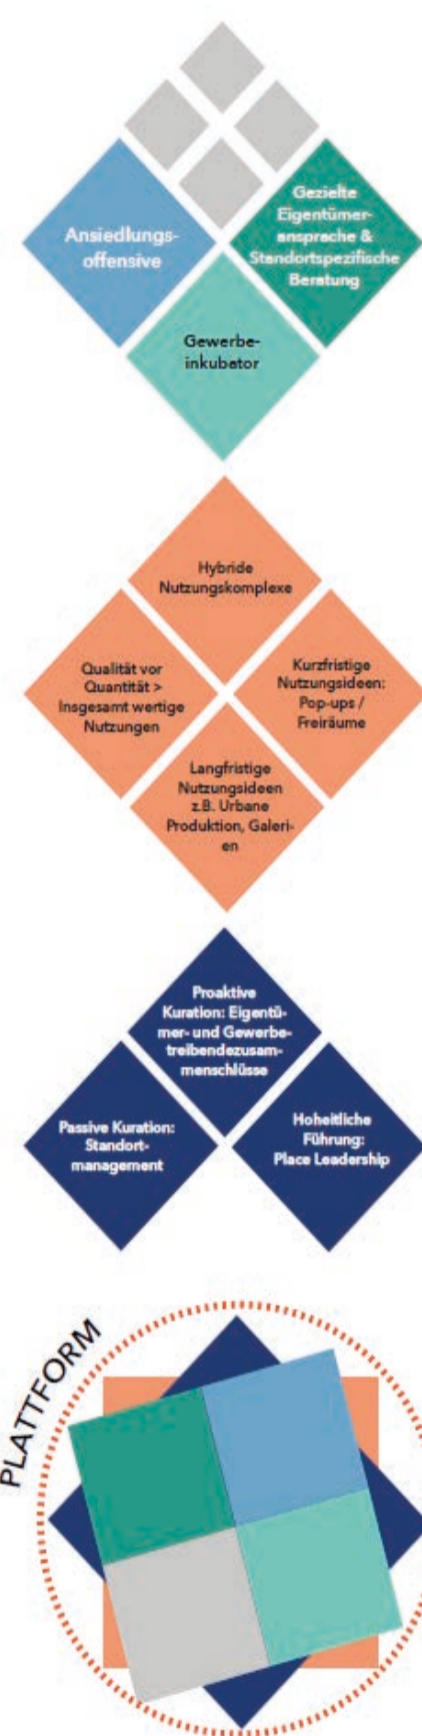 Ansiedlungs-
offensive
Gezielte
Eigentümer-
ansprache &
Standortspezifische
Beratung
Gewerbe-
inkubator
Hybride
Nutzungskomplexe
Qualität vor
Quantität >
Insgesamt wertige
Nutzungen
Kurzfristige
Nutzungsideen:
Pop-ups /
Freiräume
Langfristige
Nutzungsideen
z.B. Urbane
Produktion, Galeri-
en
Proaktive
Kuration: Eigentü-
mer- und Gewerbe-
treibendezusam-
menschlüsse
Passive Kuration:
Standort-
management
Hoheitliche
Führung:
Place Leadership
PLATTFORM